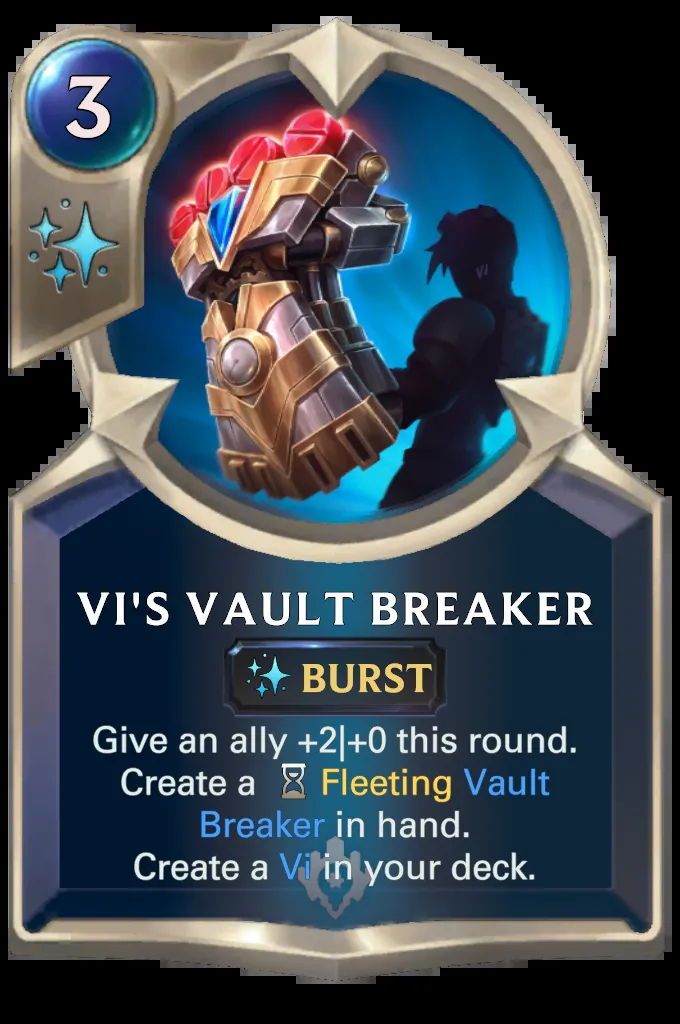 3
VI'S VAULT BREAKER
BURST
Give an ally +2|+0 this round.
Create a Fleeting Vault
Breaker in hand.
Create a Vi in your deck.